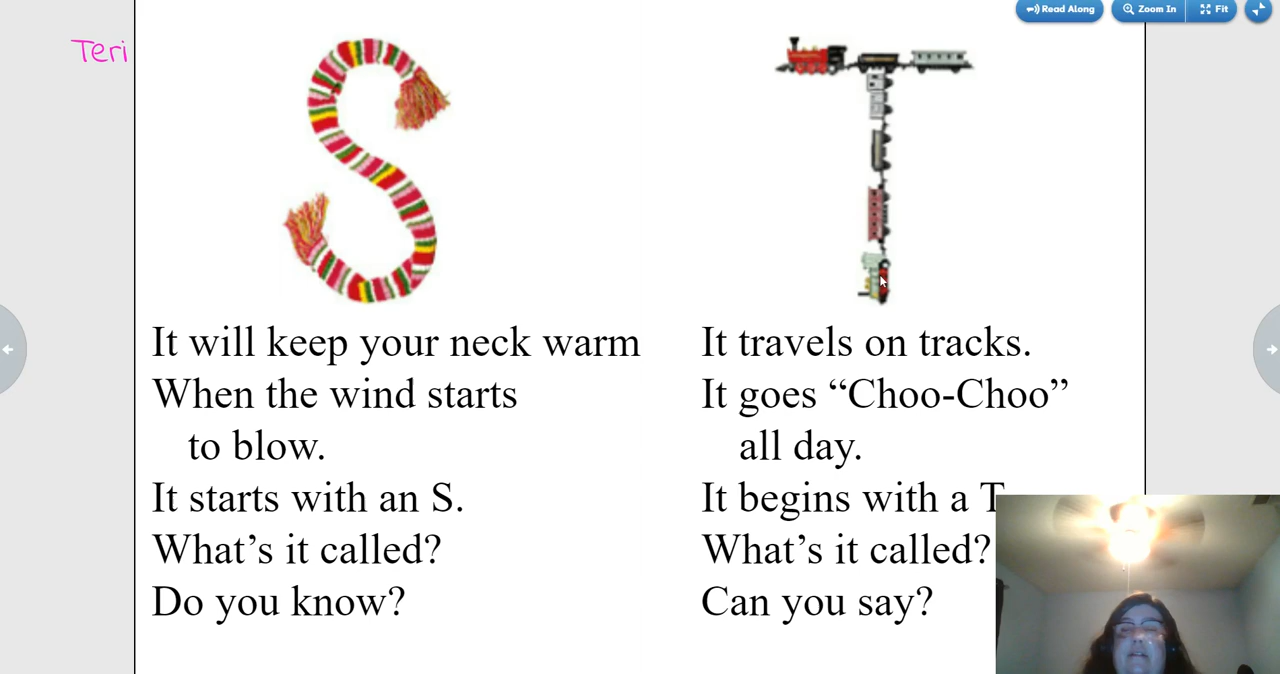 Read Along
Zoom In
Fit
Teri
It will keep your neck warm
When the wind starts
to blow.
It starts with an S.
What's it called?
Do you know?
It travels on tracks.
It goes “Choo-Choo”
all day.
It begins with a T
What's it called?
Can you say?